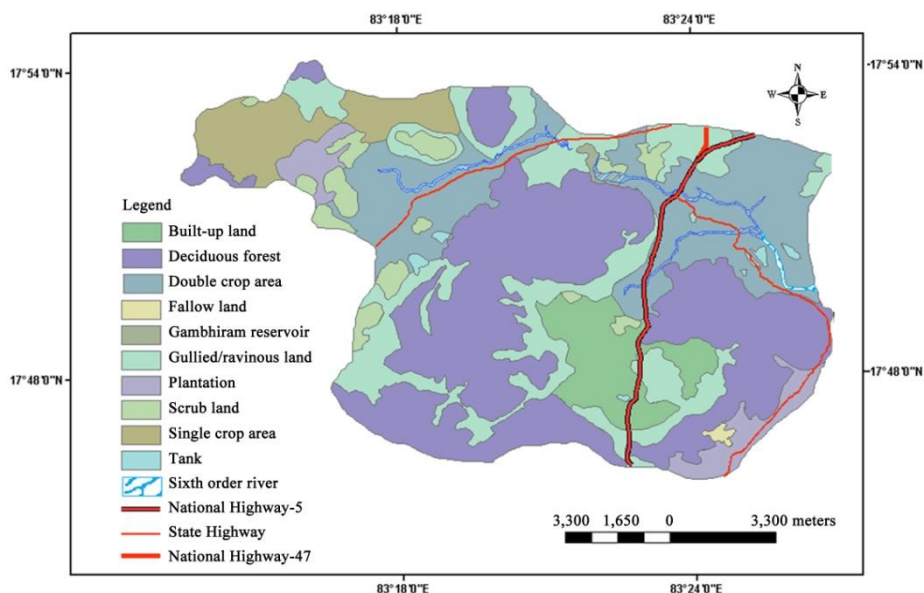 83°18'0"E 83°24'0"E
17°54'0"N 17°54'0"N
N
W E
S
Legend
Built-up land
Deciduous forest
Double crop area
Fallow land
Gambhiram reservoir
Gullied/ravinous land
Plantation
Scrub land
Single crop area
Tank
Sixth order river
National Highway-5
State Highway
National Highway-47
17°48'0"N 17°48'0"N
3,300 1,650 0 3,300 meters
83°18'0"E 83°24'0"E